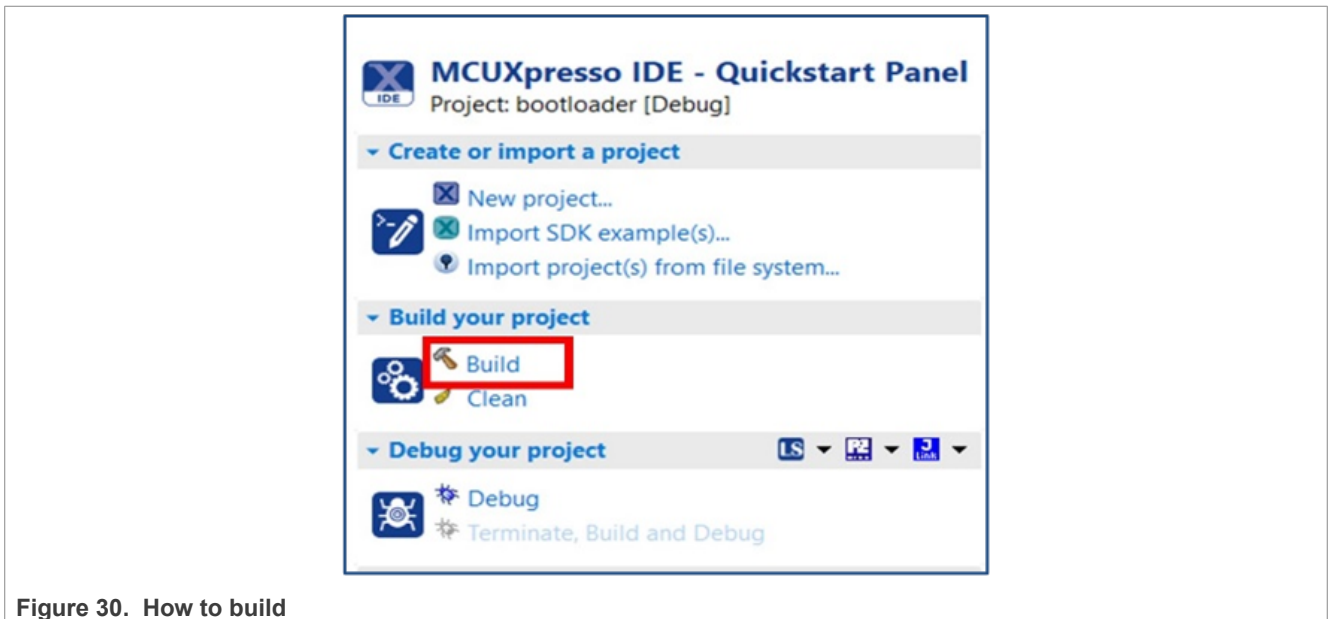 MCUXpresso IDE - Quickstart Panel
IDE
Project: bootloader [Debug]
Create or import a project
New project...
Import SDK example(s)...
Import project(s) from file system...
Build your project
Build
Clean
Debug your project
LS
Link
Debug
Terminate, Build and Debug
Figure 30. How to build